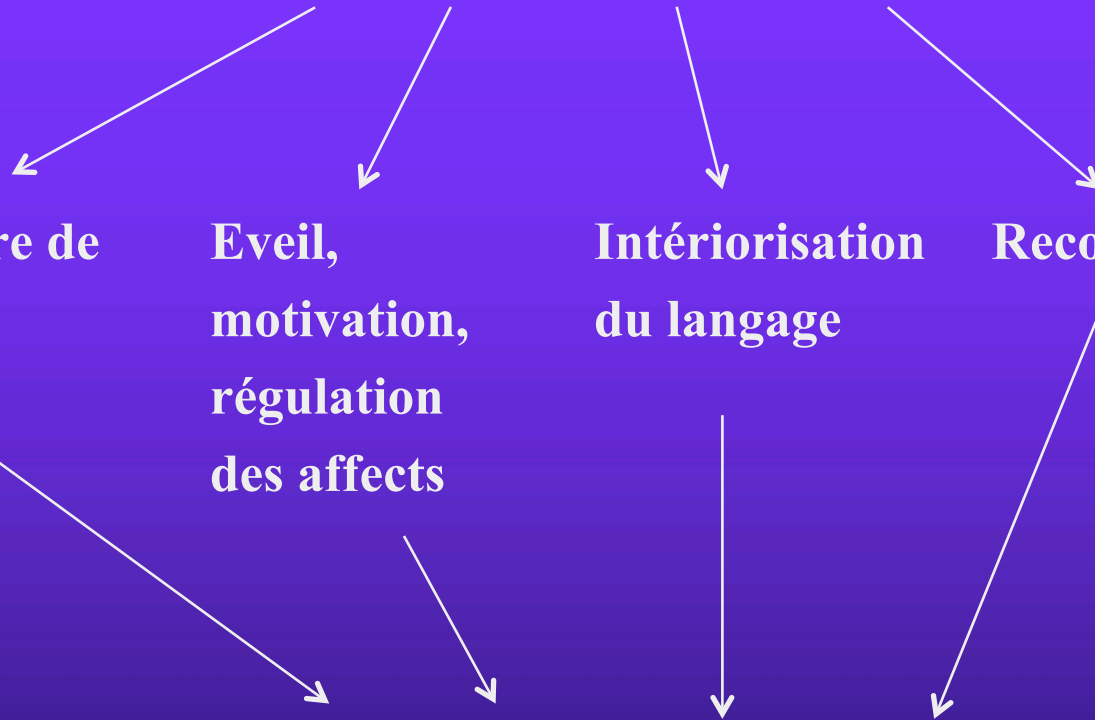 re de
Eveil,
motivation,
régulation
des affects
Intériorisation
du langage
Reco